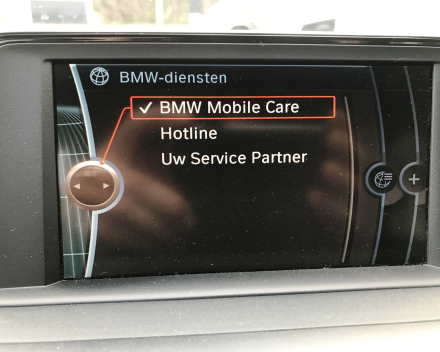 BMW-diensten
✓ BMW Mobile Care
Hotline
Uw Service Partner